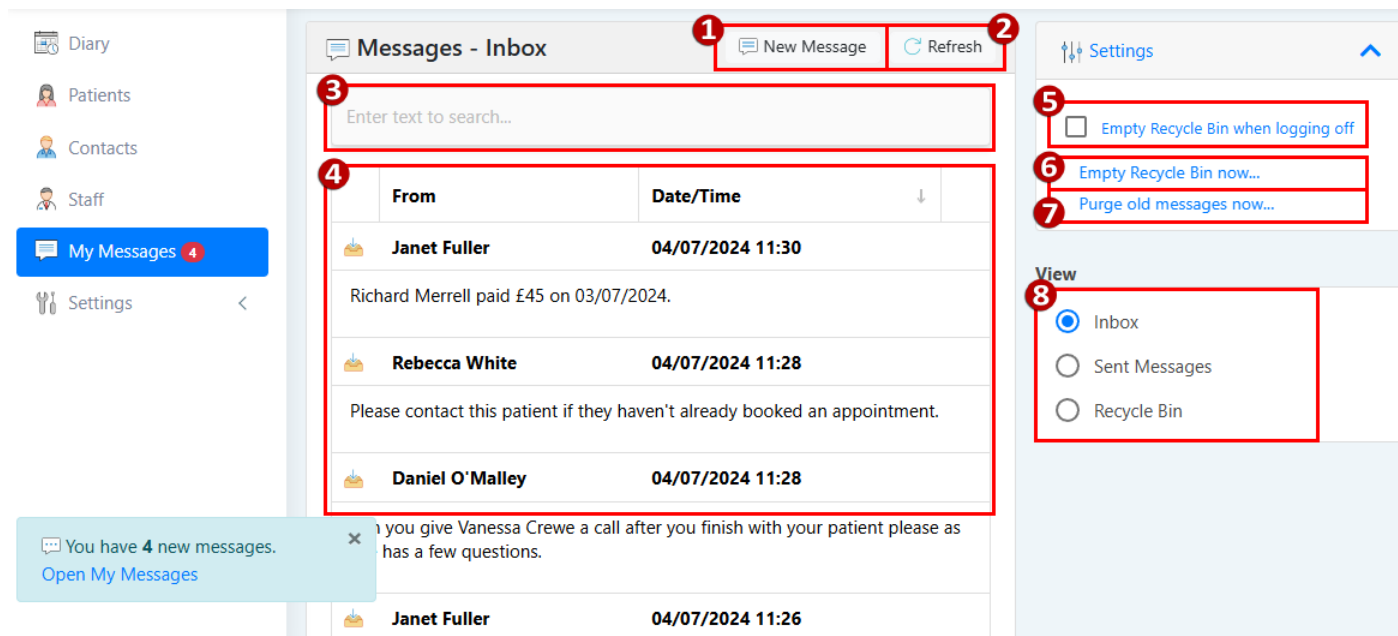 Diary
Patients
Contacts
Staff
My Messages 4
Settings
You have 4 new messages.
Open My Messages
Messages - Inbox
1
New Message
2
Refresh
3
Enter text to search...
4
From Date/Time
Janet Fuller 04/07/2024 11:30
Richard Merrell paid £45 on 03/07/2024.
Rebecca White 04/07/2024 11:28
Please contact this patient if they haven't already booked an appointment.
Daniel O'Malley 04/07/2024 11:28
you give Vanessa Crewe a call after you finish with your patient please as
has a few questions.
Janet Fuller 04/07/2024 11:26
Settings
5
Empty Recycle Bin when logging off
6
Empty Recycle Bin now...
7
Purge old messages now...
View
8
Inbox
Sent Messages
Recycle Bin